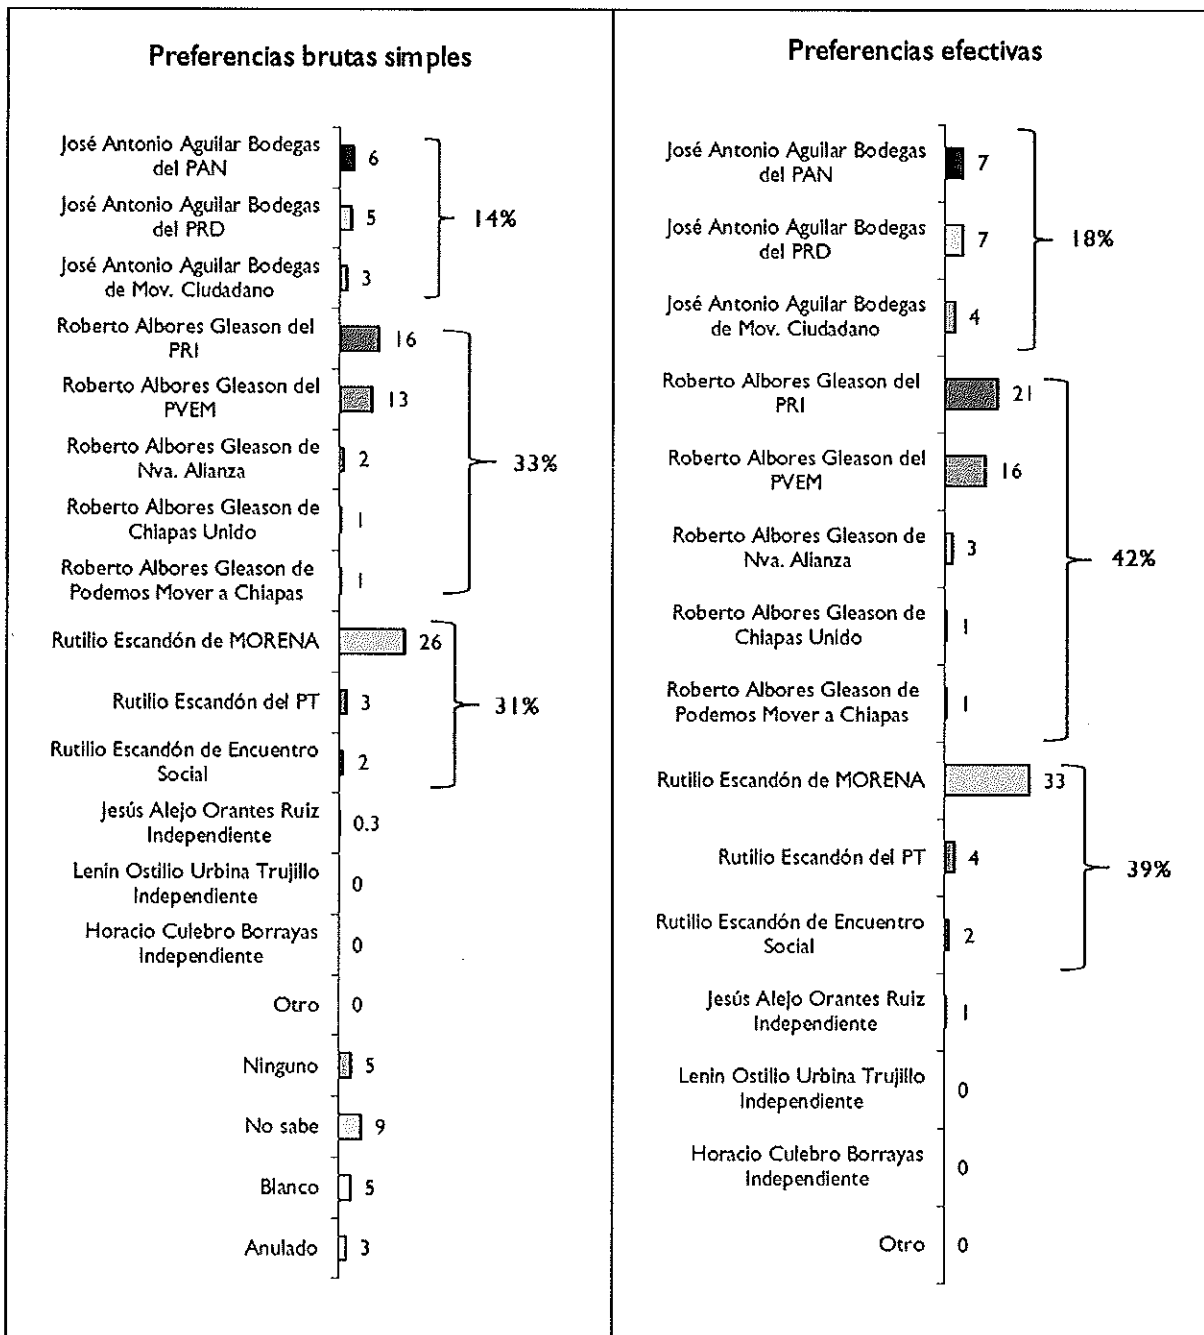 Preferencias brutas simples
José Antonio Aguilar Bodegas
del PAN
6
José Antonio Aguilar Bodegas
del PRD
5
14%
José Antonio Aguilar Bodegas
de Mov. Ciudadano
3
Roberto Albores Gleason del
PRI
16
Roberto Albores Gleason del
PVEM
13
Roberto Albores Gleason de
Nva. Alianza
2
33%
Roberto Albores Gleason de
Chiapas Unido
1
Roberto Albores Gleason de
Podemos Mover a Chiapas
1
Rutilio Escandón de MORENA
26
Rutilio Escandón del PT
3
31%
Rutilio Escandón de Encuentro
Social
2
Jesús Alejo Orantes Ruiz
Independiente
0.3
Lenin Ostilio Urbina Trujillo
Independiente
0
Horacio Culebro Borrayas
Independiente
0
Otro
0
Ninguno
5
No sabe
9
Blanco
5
Anulado
3
Preferencias efectivas
José Antonio Aguilar Bodegas
del PAN
7
José Antonio Aguilar Bodegas
del PRD
7
18%
José Antonio Aguilar Bodegas
de Mov. Ciudadano
4
Roberto Albores Gleason del
PRI
21
Roberto Albores Gleason del
PVEM
16
Roberto Albores Gleason de
Nva. Alianza
3
42%
Roberto Albores Gleason de
Chiapas Unido
1
Roberto Albores Gleason de
Podemos Mover a Chiapas
1
Rutilio Escandón de MORENA
33
Rutilio Escandón del PT
4
39%
Rutilio Escandón de Encuentro
Social
2
Jesús Alejo Orantes Ruiz
Independiente
1
Lenin Ostilio Urbina Trujillo
Independiente
0
Horacio Culebro Borrayas
Independiente
0
Otro
0